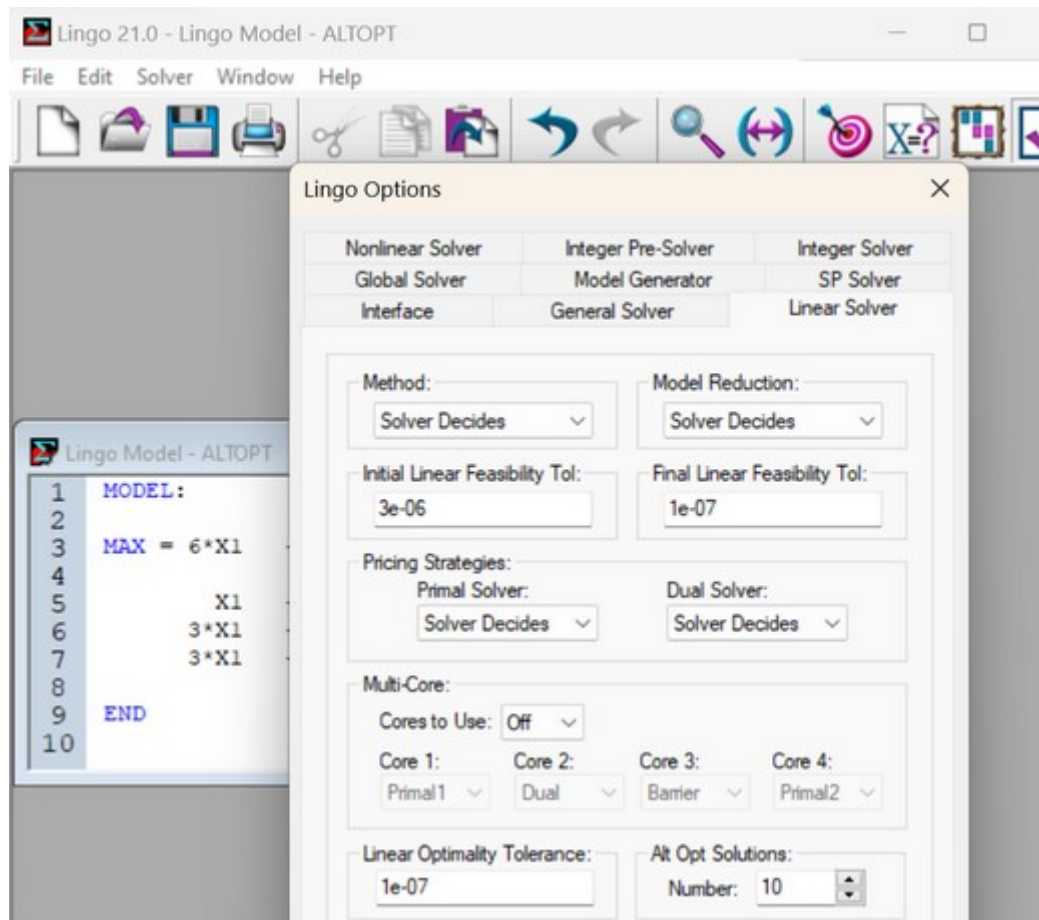 Lingo 21.0 - Lingo Model - ALTOPT
File Edit Solver Window Help
X=?
Lingo Options
Nonlinear Solver Integer Pre-Solver Integer Solver
Global Solver Model Generator SP Solver
Interface General Solver Linear Solver
Method: Model Reduction:
Solver Decides Solver Decides
Initial Linear Feasibility Tol: Final Linear Feasibility Tol:
3e-06 1e-07
Pricing Strategies:
Primal Solver: Dual Solver:
Solver Decides Solver Decides
Multi-Core:
Cores to Use: Off
Core 1: Core 2: Core 3: Core 4:
Primal1 Dual Barrier Primal2
Linear Optimality Tolerance: Alt Opt Solutions:
1e-07 Number: 10
Lingo Model - ALTOPT
1 MODEL:
2
3 MAX = 6*X1
4
5 X1
6 3*X1
7 3*X1
8
9 END
10